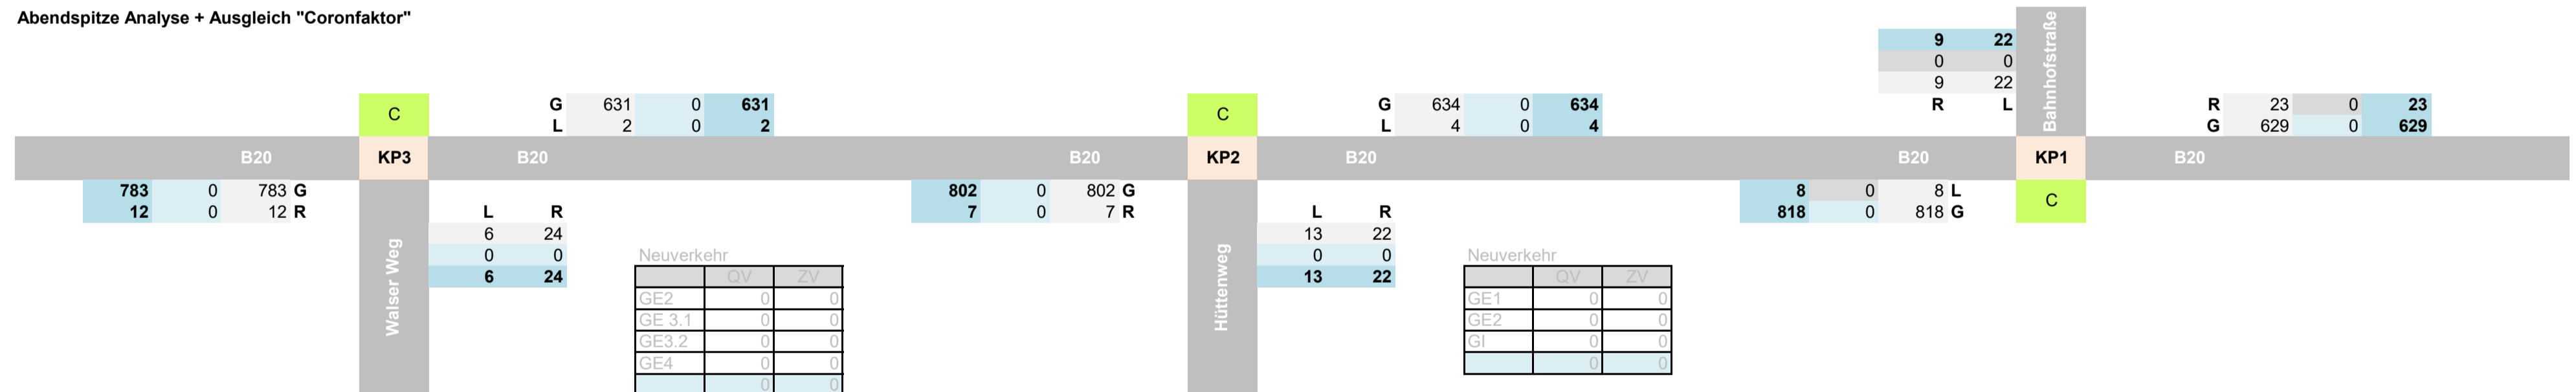 Abendspitze Analyse + Ausgleich "Coronfaktor"
9 22
0 0
9 22
R L
Bahnhofstraße
C
G 631 0 631
L 2 0 2
C
G 634 0 634
L 4 0 4
R 23 0 23
G 629 0 629
B20 KP3 B20 B20 KP2 B20 B20 KP1 B20
783 0 783 G
12 0 12 R
802 0 802 G
7 0 7 R
8 0 8 L
818 0 818 G
C
Walser Weg
L R
6 24
0 0
6 24
Hüttenweg
L R
13 22
0 0
13 22
Neuverkehr
QV ZV
GE2 0 0
GE 3.1 0 0
GE3.2 0 0
GE4 0 0
0 0
Neuverkehr
QV ZV
GE1 0 0
GE2 0 0
GI 0 0
0 0